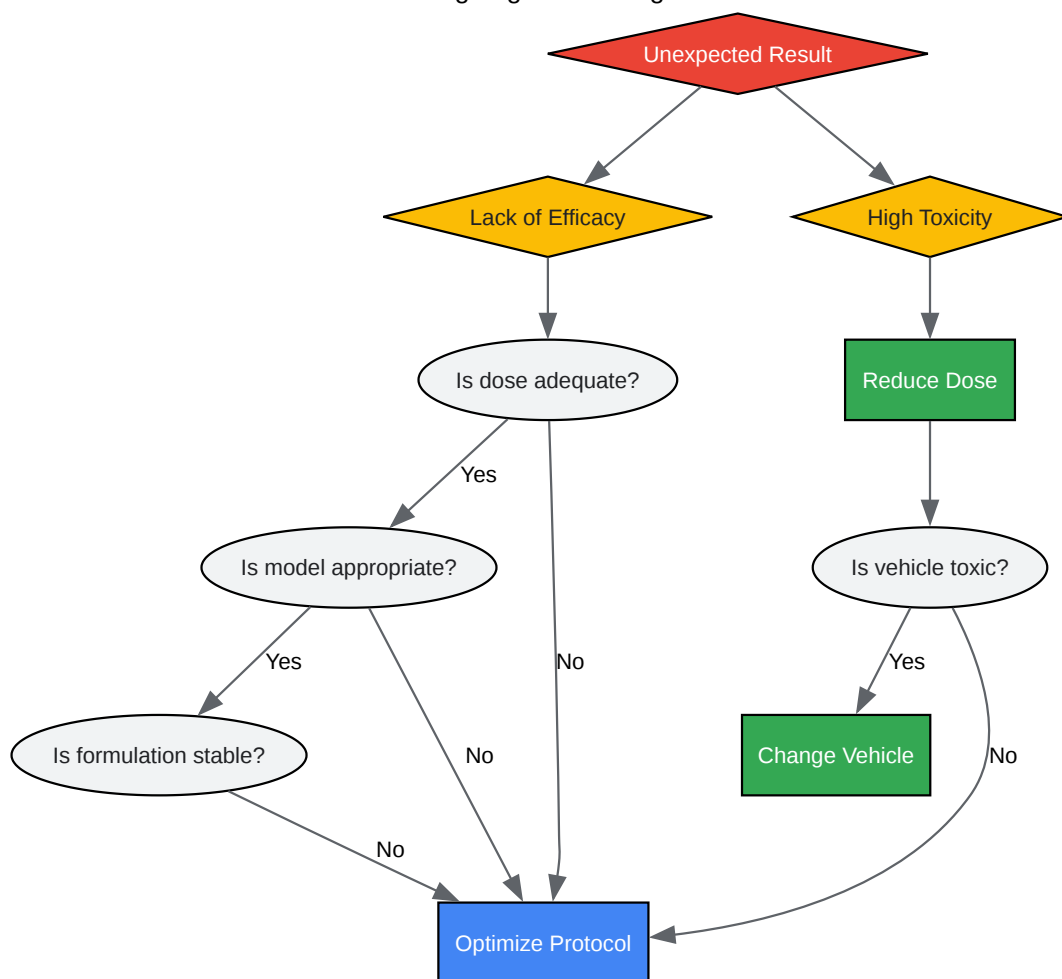 Unexpected Result
Lack of Efficacy
High Toxicity
Is dose adequate?
Reduce Dose
Yes
Is model appropriate?
Is vehicle toxic?
Yes
No
Yes
Is formulation stable?
No
Change Vehicle
No
No
Optimize Protocol